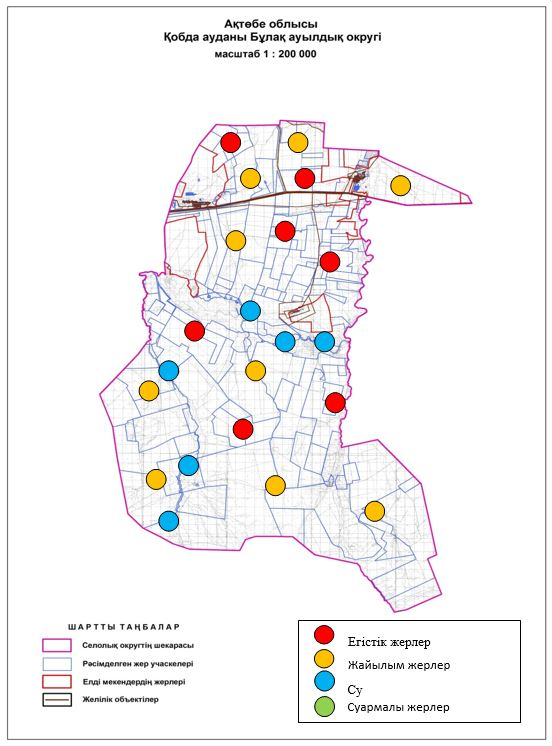 Ақтөбе облысы
Қобда ауданы Бұлақ ауылдық округі
масштаб 1 : 200 000
ШАРТТЫ ТАҢБАЛАР
Селолық округтің шекарасы
Рәсімделген жер учаскелері
Елді мекендердің жерлері
Желілік объектілер
Егістік жерлер
Жайылым жерлер
Су
Суармалы жерлер